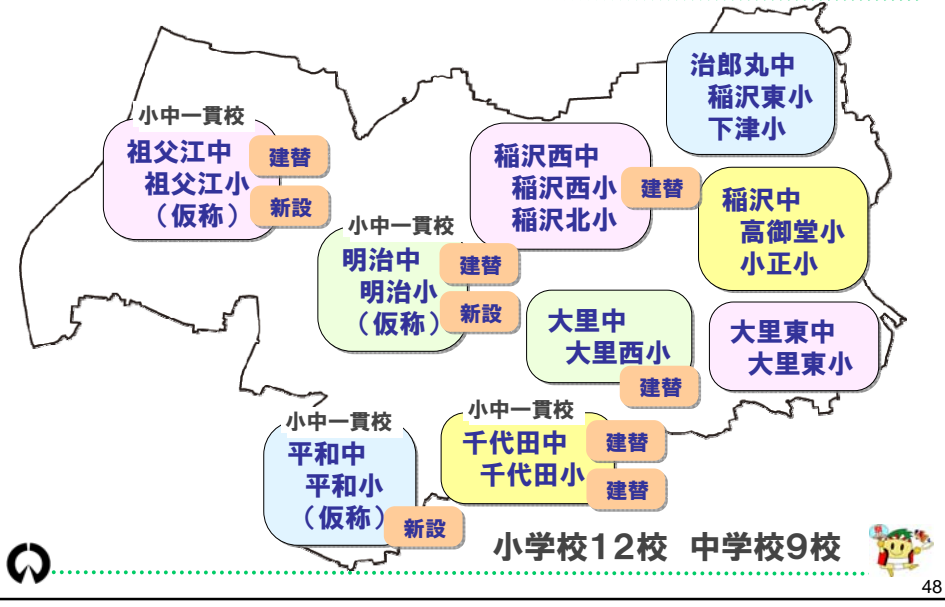 治郎丸中
稲沢東小
下津小
小中一貫校
祖父江中
建替
祖父江小
新設
（仮称）
稲沢西中
稲沢西小
建替
稲沢北小
稲沢中
高御堂小
小正小
小中一貫校
明治中
建替
明治小
新設
（仮称）
大里中
大里西小
建替
大里東中
大里東小
小中一貫校
平和中
平和小
（仮称）
新設
小中一貫校
千代田中
建替
千代田小
建替
小学校12校 中学校9校
48